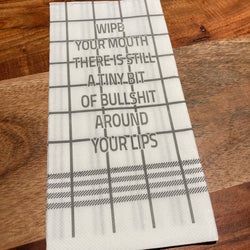 WIPE
YOUR MOUTH
THERE IS STILL
A TINY BIT
OF BULLSHIT
AROUND
YOUR LIPS